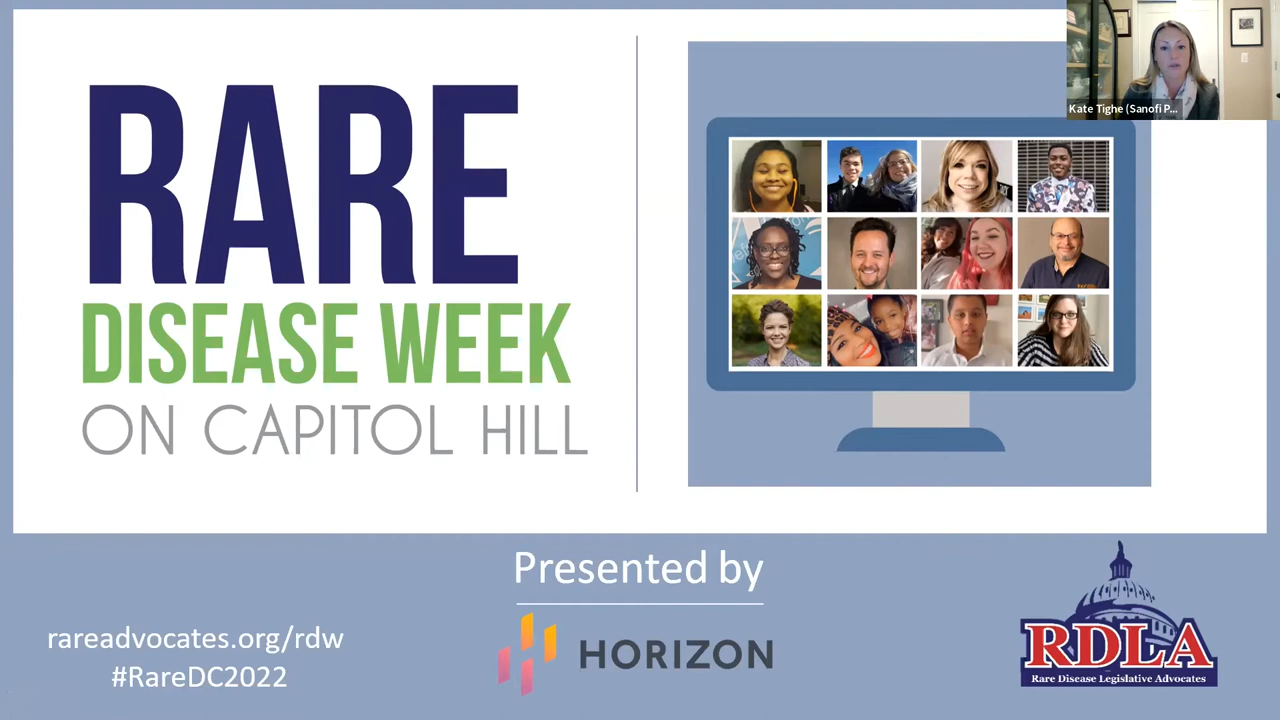 RARE
DISEASE WEEK
ON CAPITOL HILL
Kate Tighe (Sanofi P...
Presented by
HORIZON
rareadvocates.org/rdw
#RareDC2022
RDLA
Rare Disease Legislative Advocates